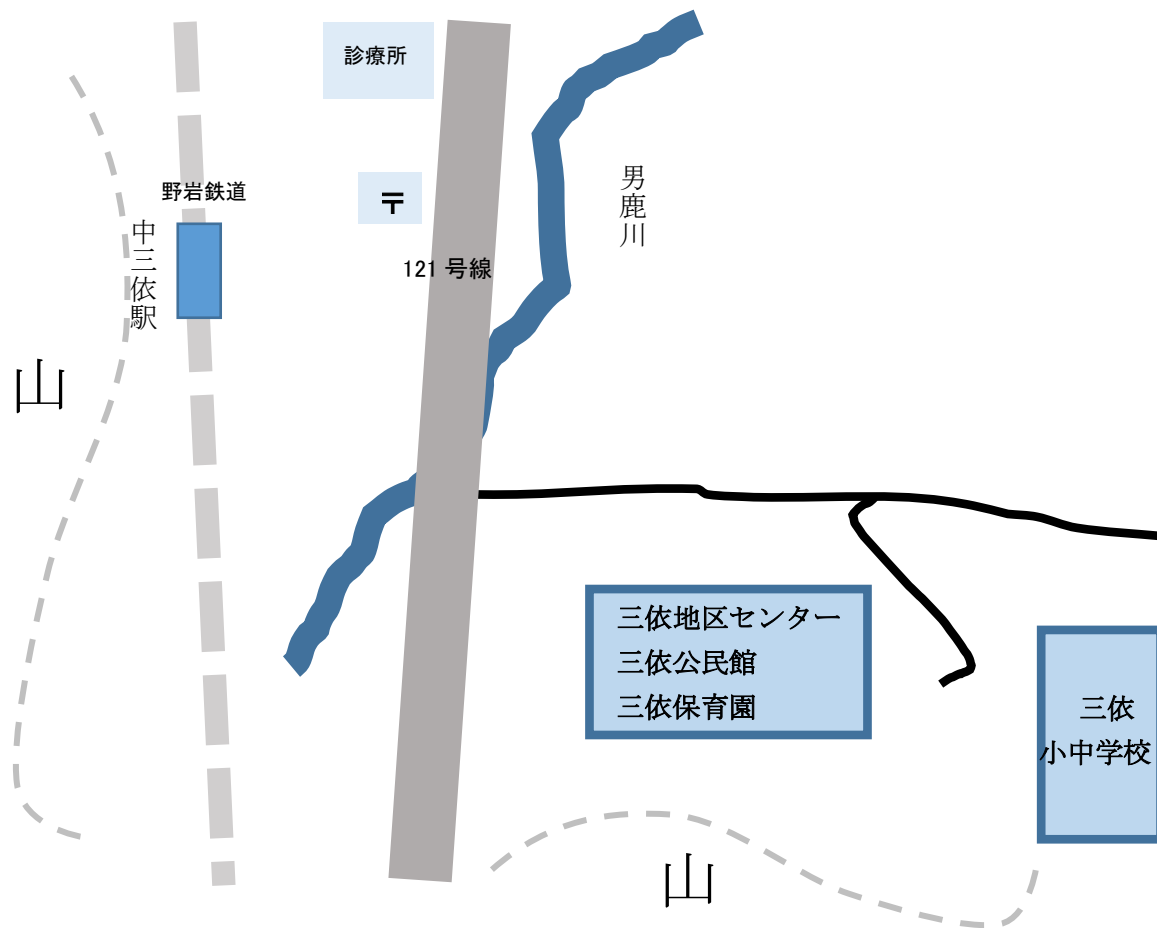 診療所
野岩鉄道
〒
男鹿川
中三依駅
121 号線
山
三依地区センター
三依公民館
三依保育園
三依
小中学校
山